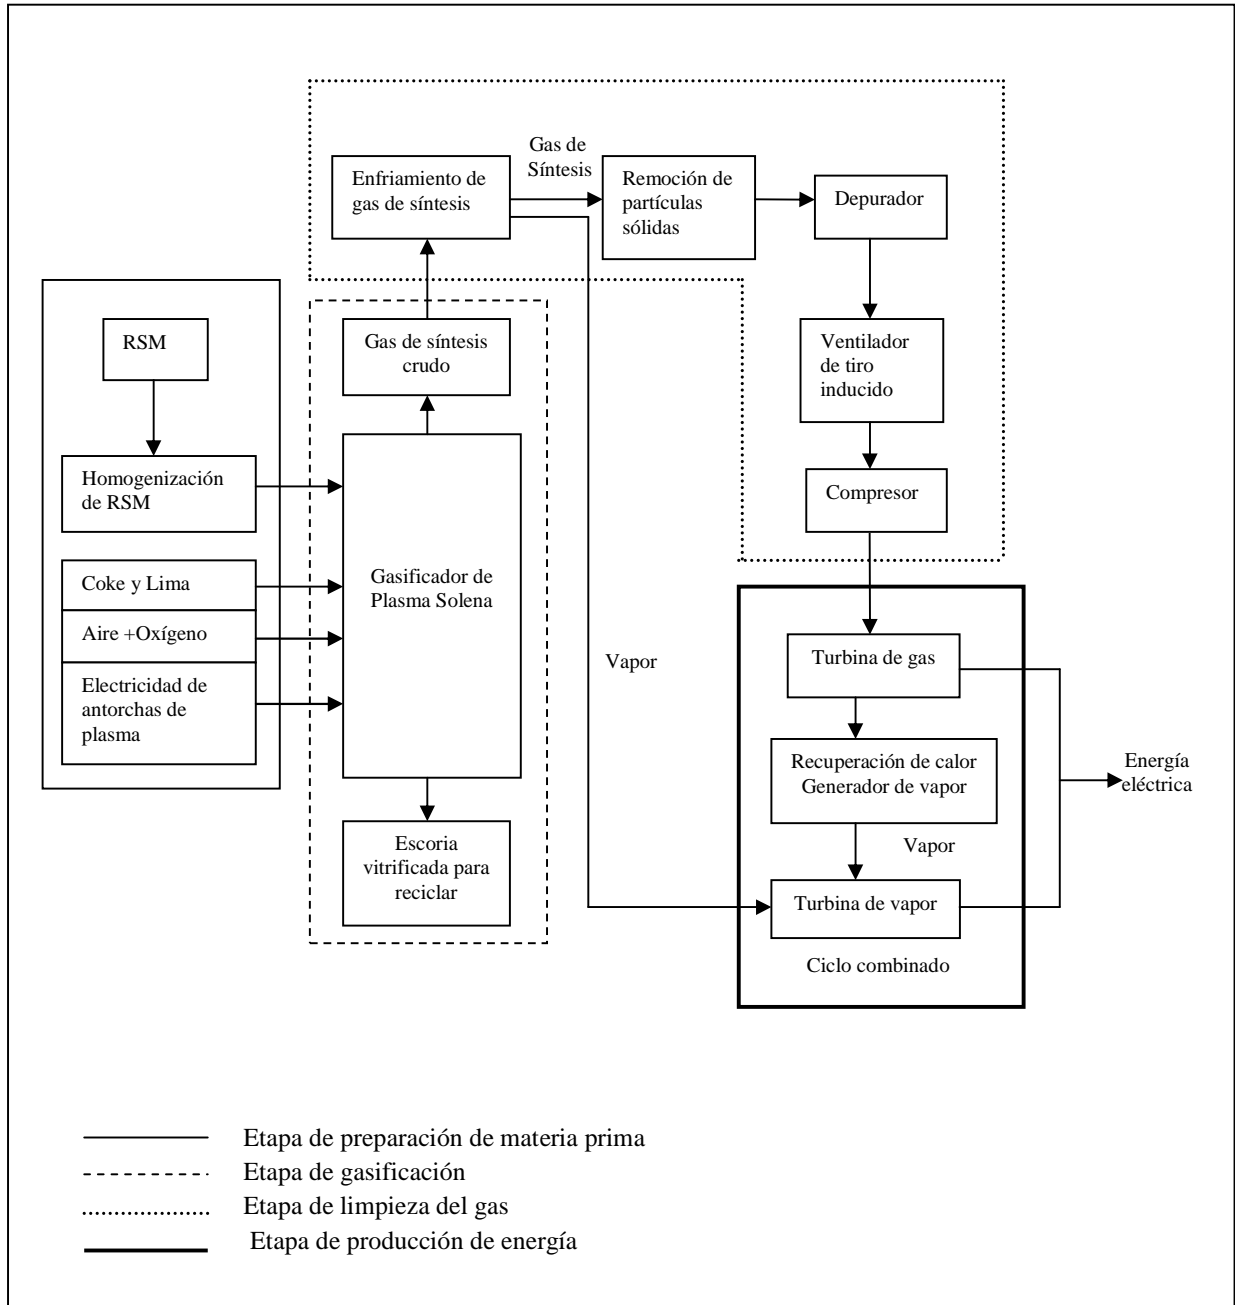 Gas de
Síntesis
Enfriamiento de
gas de síntesis
Remoción de
partículas
sólidas
Depurador
RSM
Gas de síntesis
crudo
Ventilador
de tiro
inducido
Homogenización
de RSM
Compresor
Coke y Lima
Aire +Oxígeno
Electricidad de
antorchas de
plasma
Gasificador de
Plasma Solena
Vapor
Turbina de gas
Recuperación de calor
Generador de vapor
Energía
eléctrica
Escoria
vitrificada para
reciclar
Vapor
Turbina de vapor
Ciclo combinado
Etapa de preparación de materia prima
Etapa de gasificación
Etapa de limpieza del gas
Etapa de producción de energía